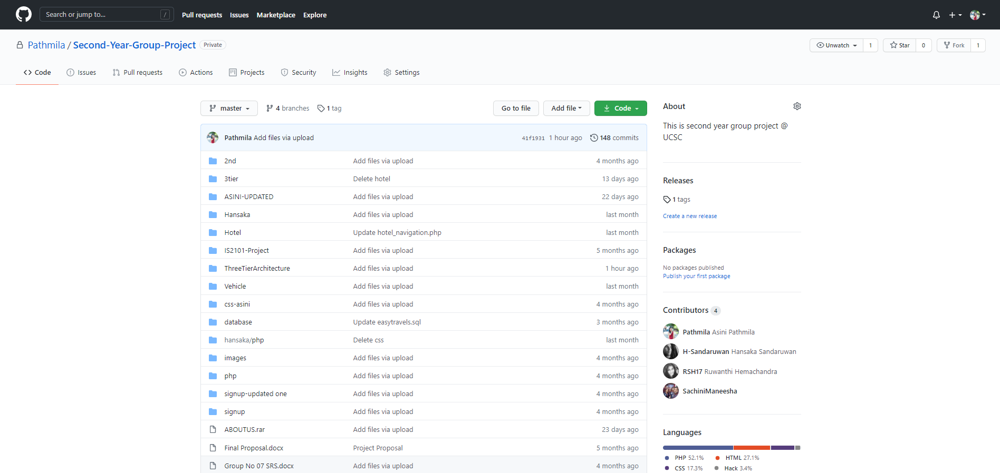 Search or jump to... /
Pull requests Issues Marketplace Explore
Pathmila / Second-Year-Group-Project Private
Unwatch 1 Star 0 Fork 1
Code Issues Pull requests Actions Projects Security Insights Settings
master 4 branches 1 tag
Go to file Add file Code
Pathmila Add files via upload 41f1931 1 hour ago 148 commits
2nd Add files via upload 4 months ago
3tier Delete hotel 13 days ago
ASINI-UPDATED Add files via upload 22 days ago
Hansaka Add files via upload last month
Hotel Update hotel_navigation.php last month
IS2101-Project Add files via upload 5 months ago
ThreeTierArchitecture Add files via upload 1 hour ago
Vehicle Add files via upload last month
css-asini Add files via upload 4 months ago
database Update easytravels.sql 3 months ago
hansaka/php Delete css last month
images Add files via upload 4 months ago
php Add files via upload 4 months ago
signup-updated one Add files via upload 4 months ago
signup Add files via upload 4 months ago
ABOUTUS.rar Add files via upload 23 days ago
Final Proposal.docx Project Proposal 5 months ago
Group No 07 SRS.docx Add files via upload 4 months ago
About
This is second year group project @
UCSC
Releases
1 tags
Create a new release
Packages
No packages published
Publish your first package
Contributors 4
Pathmila Asini Pathmila
H-Sandaruwan Hansaka Sandaruwan
RSH17 Ruwanthi Hemachandra
SachiniManeesha
Languages
PHP 52.1% HTML 27.1%
CSS 17.3% Hack 3.4%